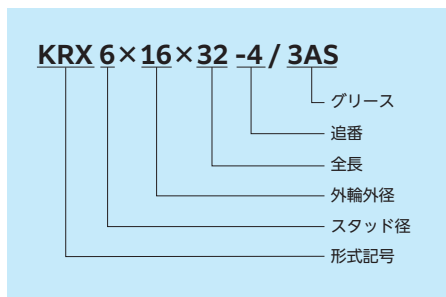 KRX 6×16×32 -4 / 3AS
グリース
追番
全長
外輪外径
スタッド径
形式記号